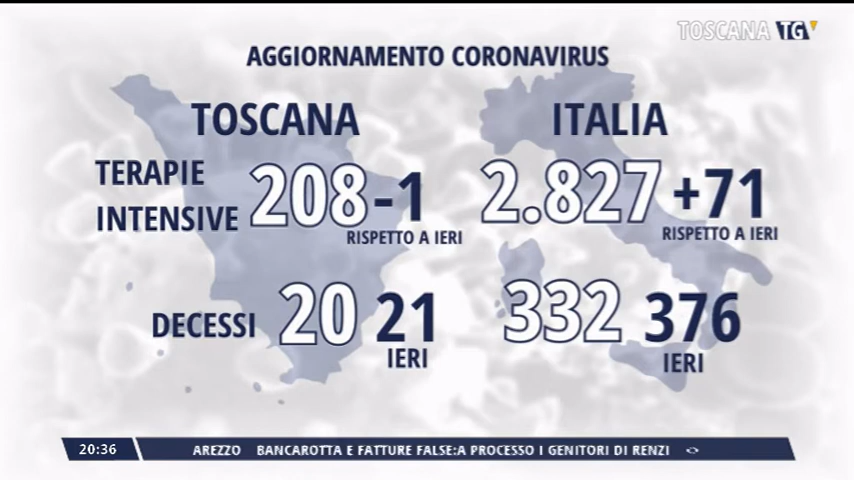 TOSCANA TG
AGGIORNAMENTO CORONAVIRUS
TOSCANA
ITALIA
TERAPIE
INTENSIVE
208 -1
RISPETTO A IERI
2.827 +71
RISPETTO A IERI
DECESSI
20 21
IERI
332 376
IERI
20:36 AREZZO BANCAROTTA E FATTURE FALSE:A PROCESSO I GENITORI DI RENZI